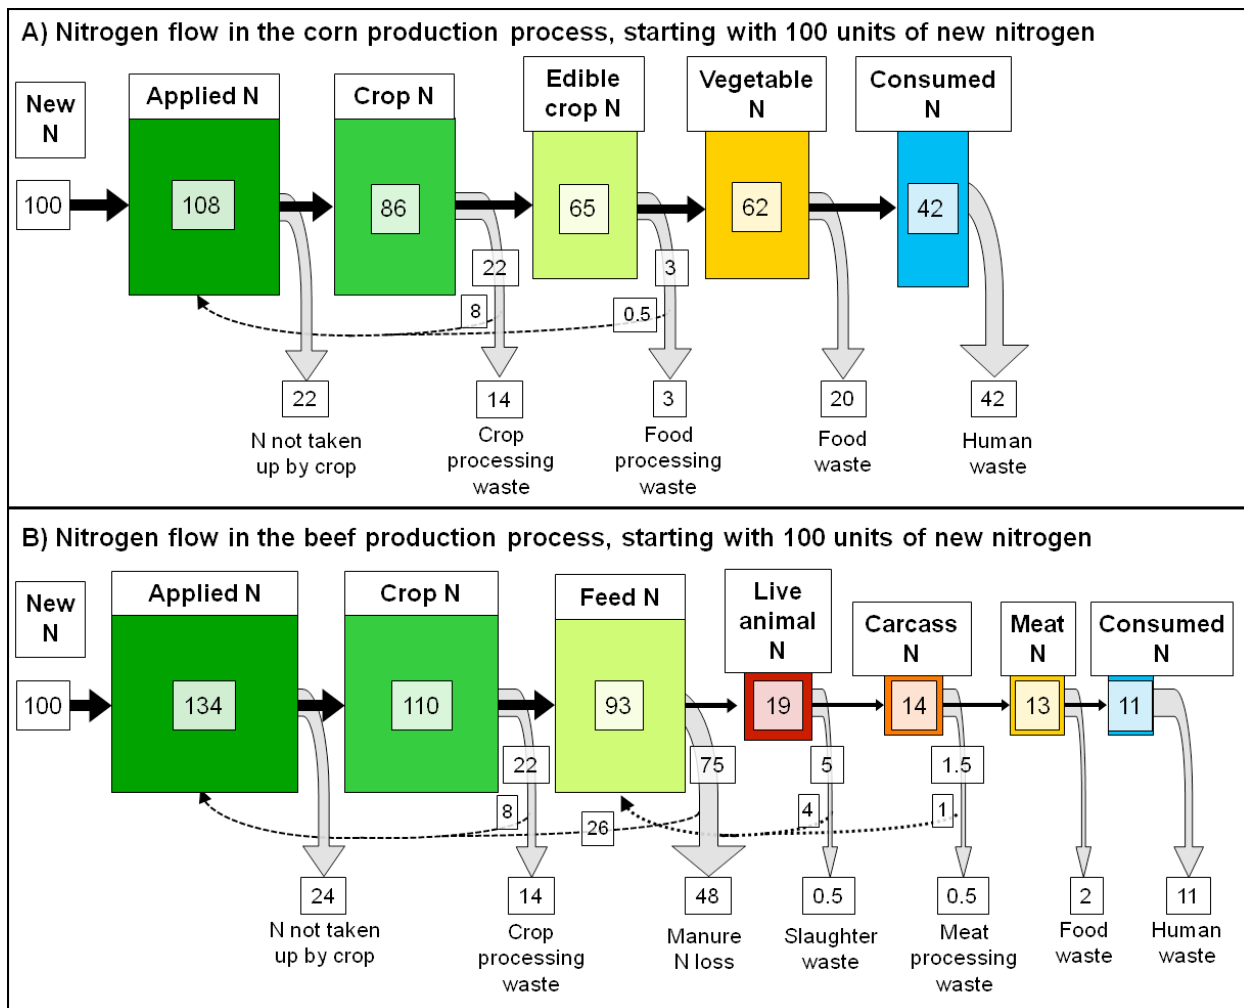 A) Nitrogen flow in the corn production process, starting with 100 units of new nitrogen
New
N
Applied N
Crop N
Edible
crop N
Vegetable
N
Consumed
N
100
108
86
65
62
42
22
3
8
0.5
22
14
3
20
42
N not taken
up by crop
Crop
processing
waste
Food
processing
waste
Food
waste
Human
waste
B) Nitrogen flow in the beef production process, starting with 100 units of new nitrogen
New
N
Applied N
Crop N
Feed N
Live
animal
N
Carcass
N
Meat
N
Consumed
N
100
134
110
93
19
14
13
11
22
75
5
1.5
8
26
4
1
24
14
48
0.5
0.5
2
11
N not taken
up by crop
Crop
processing
waste
Manure
N loss
Slaughter
waste
Meat
processing
waste
Food
waste
Human
waste